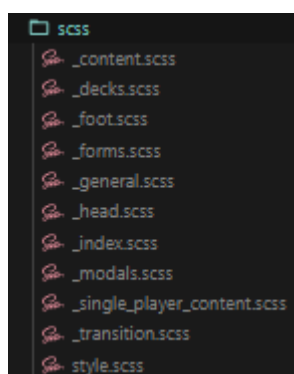 scss
_content.scss
_decks.scss
_foot.scss
_forms.scss
_general.scss
_head.scss
_index.scss
_modals.scss
_single_player_content.scss
_transition.scss
style.scss